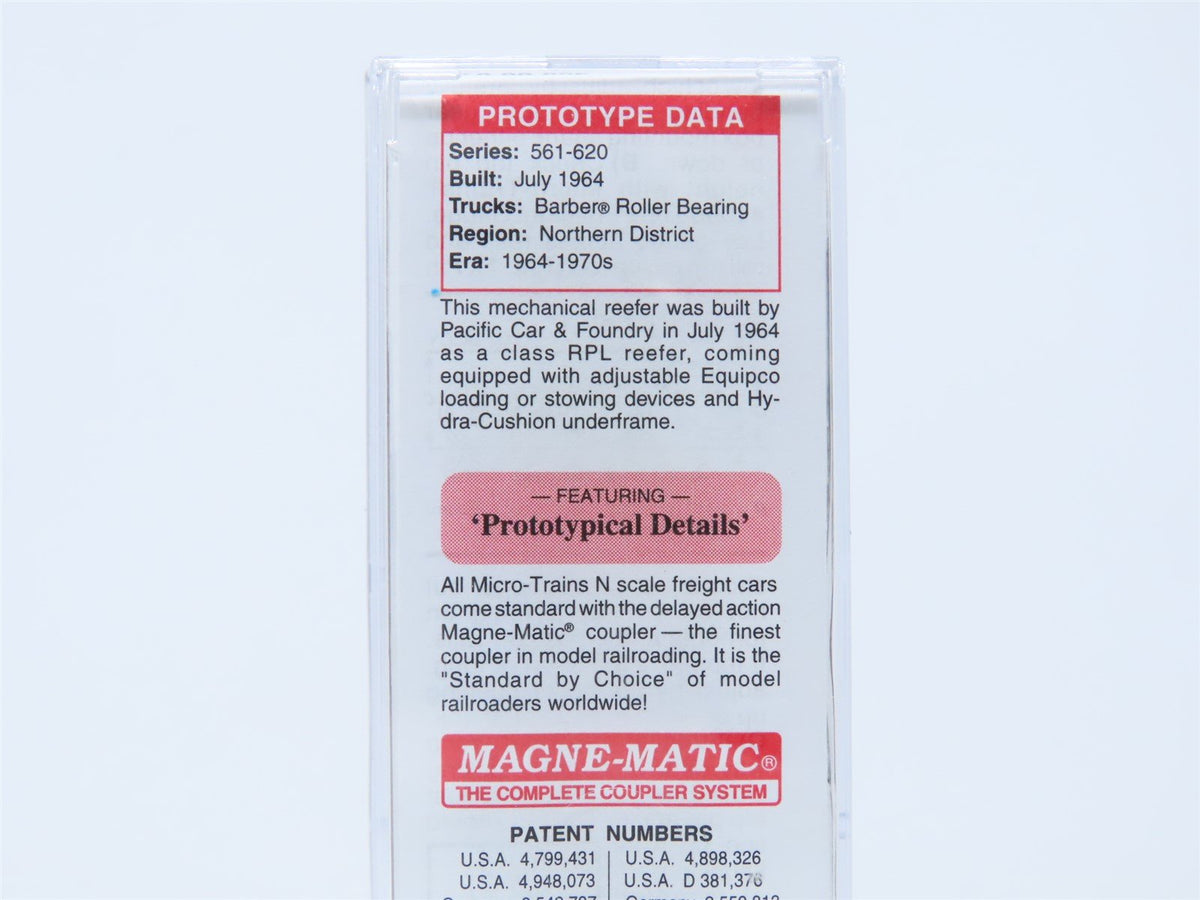 PROTOTYPE DATA
Series: 561-620
Built: July 1964
Trucks: Barber® Roller Bearing
Region: Northern District
Era: 1964-1970s
This mechanical reefer was built by
Pacific Car & Foundry in July 1964
as a class RPL reefer, coming
equipped with adjustable Equipco
loading or stowing devices and Hy-
dra-Cushion underframe.
— FEATURING —
‘Prototypical Details’
All Micro-Trains N scale freight cars
come standard with the delayed action
Magne-Matic® coupler — the finest
coupler in model railroading. It is the
"Standard by Choice" of model
railroaders worldwide!
MAGNE-MATIC®
THE COMPLETE COUPLER SYSTEM
PATENT NUMBERS
U.S.A. 4,799,431 | U.S.A. 4,898,326
U.S.A. 4,948,073 | U.S.A. D 381,376